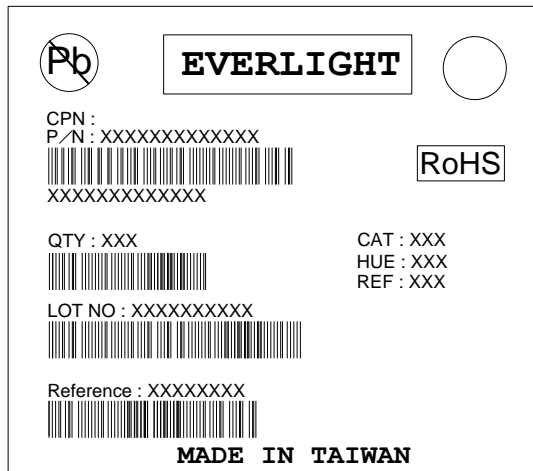 Pb
EVERLIGHT
CPN :
P/N : XXXXXXXXXXXXX
XXXXXXXXXXXXX
RoHS
QTY : XXX
CAT : XXX
HUE : XXX
REF : XXX
LOT NO : XXXXXXXXXX
Reference : XXXXXXXX
MADE IN TAIWAN